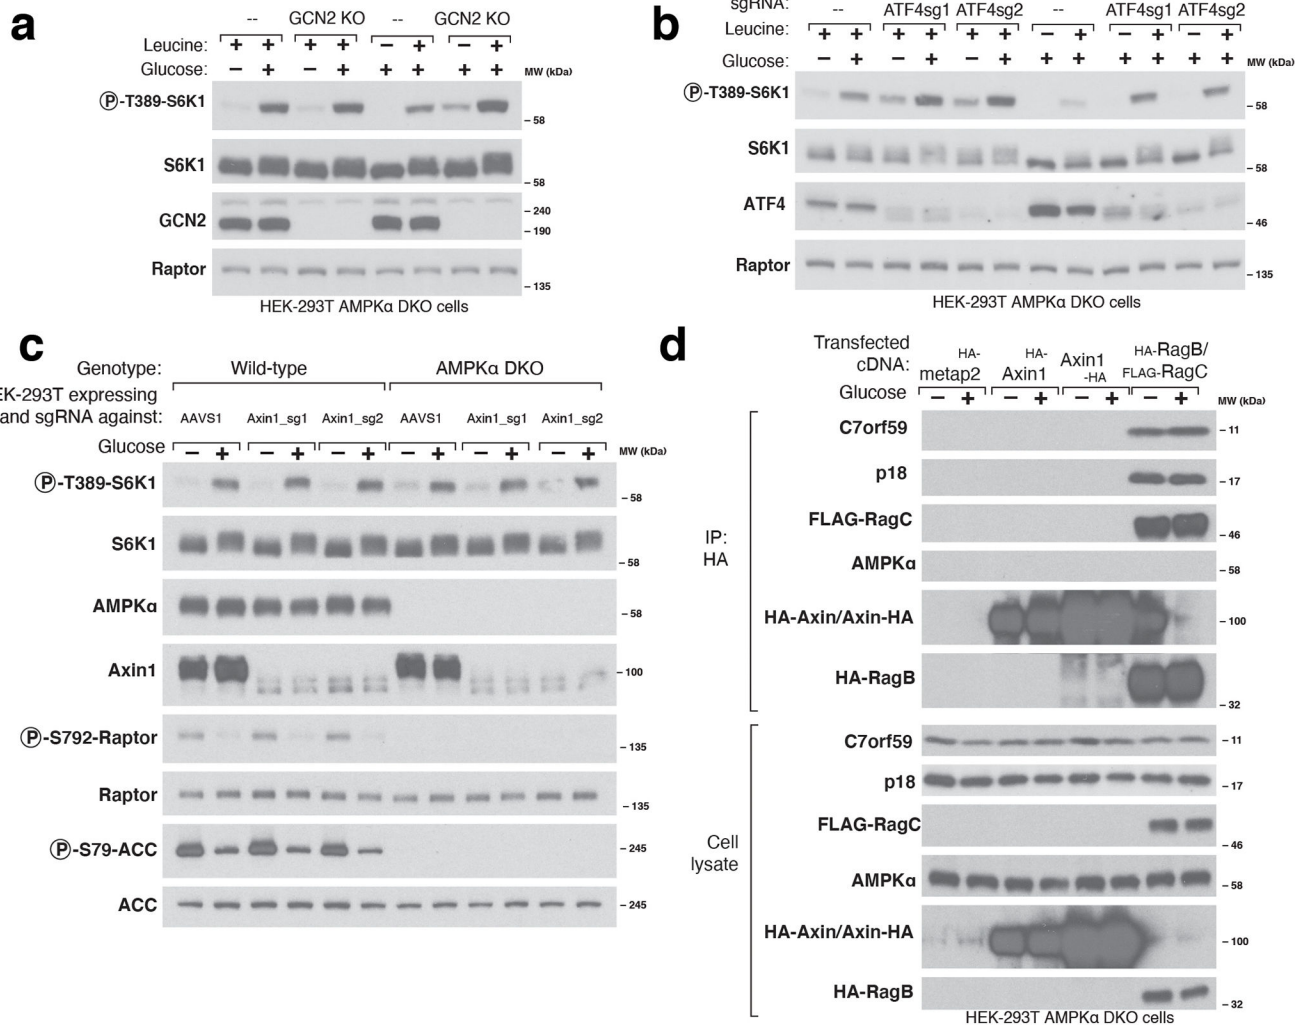 a
-- GCN2 KO -- GCN2 KO
Leucine: + + + + − + − +
Glucose: − + − + + + + + MW (kDa)
Ⓟ-T389-S6K1
– 58
S6K1
– 58
GCN2
– 240
– 190
Raptor
– 135
HEK-293T AMPKα DKO cells
b
sgRNA: -- ATF4sg1 ATF4sg2 -- ATF4sg1 ATF4sg2
Leucine: + + + + + + − + − + − +
Glucose: − + − + − + + + + + + + MW (kDa)
Ⓟ-T389-S6K1
– 58
S6K1
– 58
ATF4
– 46
Raptor
– 135
HEK-293T AMPKα DKO cells
c
Genotype: Wild-type AMPKα DKO
EK-293T expressing
and sgRNA against: AAVS1 Axin1_sg1 Axin1_sg2 AAVS1 Axin1_sg1 Axin1_sg2
Glucose − + − + − + − + − + − + MW (kDa)
Ⓟ-T389-S6K1
– 58
S6K1
– 58
AMPKα
– 58
Axin1
– 100
Ⓟ-S792-Raptor
– 135
Raptor
– 135
Ⓟ-S79-ACC
– 245
ACC
– 245
d
Transfected
cDNA:
HA-metap2
HA-Axin1
Axin1-HA
HA-RagB/
FLAG-RagC
Glucose − + − + − + − + MW (kDa)
IP:
HA
C7orf59
– 11
p18
– 17
FLAG-RagC
– 46
AMPKα
– 58
HA-Axin/Axin-HA
– 100
HA-RagB
– 32
Cell
lysate
C7orf59
– 11
p18
– 17
FLAG-RagC
– 46
AMPKα
– 58
HA-Axin/Axin-HA
– 100
HA-RagB
– 32
HEK-293T AMPKα DKO cells